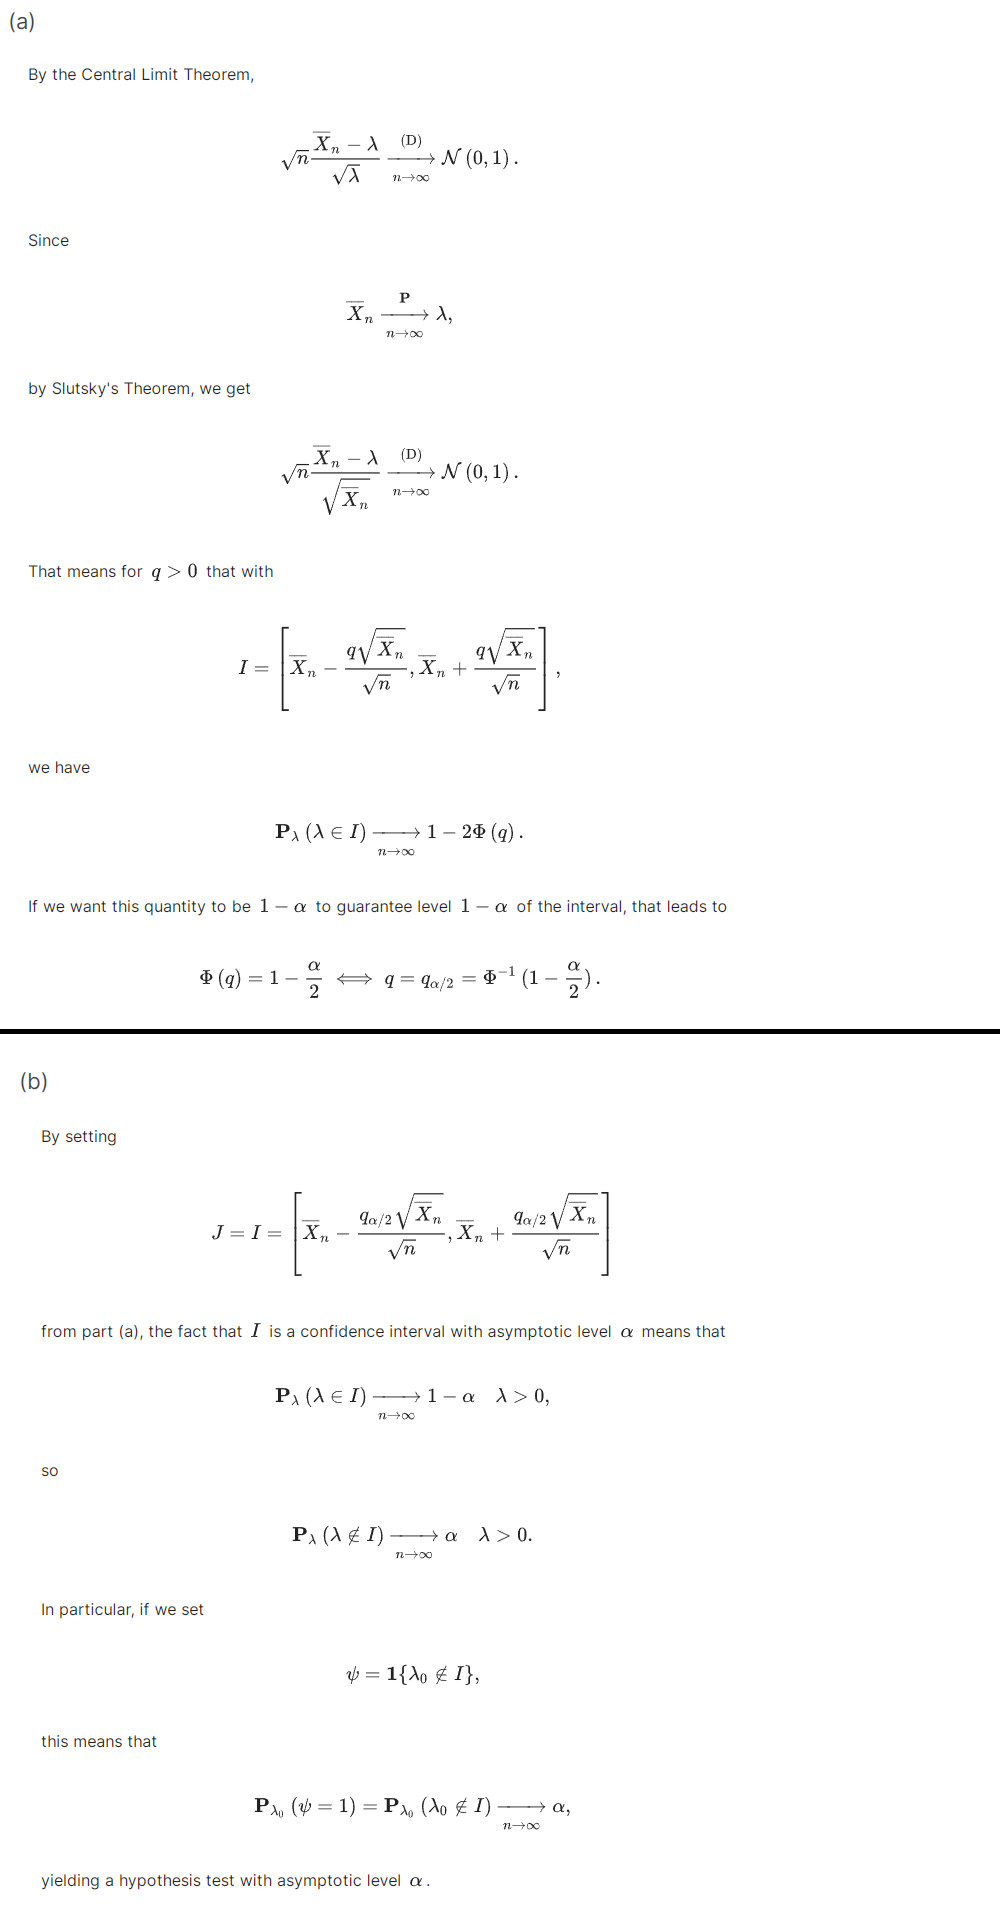 (a)
By the Central Limit Theorem,
$$\sqrt{n}\frac{\overline{X}_n - \lambda}{\sqrt{\lambda}} \xrightarrow[n\to\infty]{(\mathrm{D})} \mathcal{N}(0,1).$$
Since
$$\overline{X}_n \xrightarrow[n\to\infty]{\mathbf{P}} \lambda,$$
by Slutsky's Theorem, we get
$$\sqrt{n}\frac{\overline{X}_n - \lambda}{\sqrt{\overline{X}_n}} \xrightarrow[n\to\infty]{(\mathrm{D})} \mathcal{N}(0,1).$$
That means for $q > 0$ that with
$$I = \left[\overline{X}_n - \frac{q\sqrt{\overline{X}_n}}{\sqrt{n}}, \overline{X}_n + \frac{q\sqrt{\overline{X}_n}}{\sqrt{n}}\right],$$
we have
$$\mathbf{P}_\lambda(\lambda \in I) \xrightarrow[n\to\infty]{} 1 - 2\Phi(q).$$
If we want this quantity to be $1 - \alpha$ to guarantee level $1 - \alpha$ of the interval, that leads to
$$\Phi(q) = 1 - \frac{\alpha}{2} \iff q = q_{\alpha/2} = \Phi^{-1}(1 - \frac{\alpha}{2}).$$
(b)
By setting
$$J = I = \left[\overline{X}_n - \frac{q_{\alpha/2}\sqrt{\overline{X}_n}}{\sqrt{n}}, \overline{X}_n + \frac{q_{\alpha/2}\sqrt{\overline{X}_n}}{\sqrt{n}}\right]$$
from part (a), the fact that $I$ is a confidence interval with asymptotic level $\alpha$ means that
$$\mathbf{P}_\lambda(\lambda \in I) \xrightarrow[n\to\infty]{} 1 - \alpha \quad \lambda > 0,$$
so
$$\mathbf{P}_\lambda(\lambda \notin I) \xrightarrow[n\to\infty]{} \alpha \quad \lambda > 0.$$
In particular, if we set
$$\psi = \mathbf{1}\{\lambda_0 \notin I\},$$
this means that
$$\mathbf{P}_{\lambda_0}(\psi = 1) = \mathbf{P}_{\lambda_0}(\lambda_0 \notin I) \xrightarrow[n\to\infty]{} \alpha,$$
yielding a hypothesis test with asymptotic level $\alpha$.